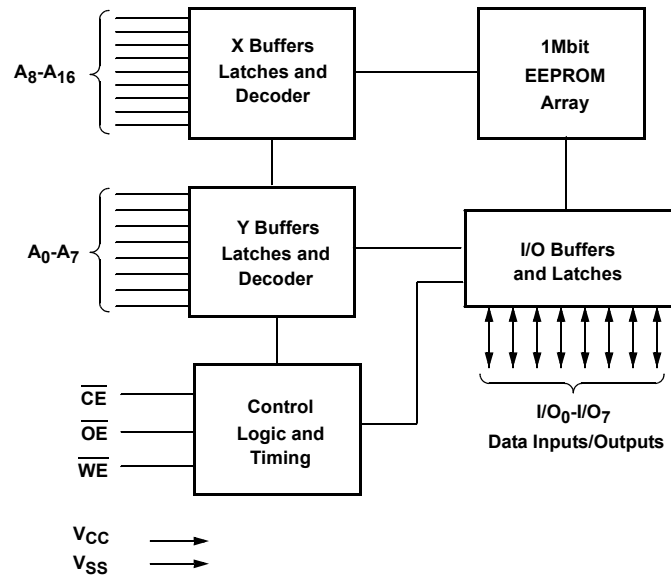 X Buffers
Latches and
Decoder
1Mbit
EEPROM
Array
A8-A16
Y Buffers
Latches and
Decoder
A0-A7
I/O Buffers
and Latches
CE
OE
WE
Control
Logic and
Timing
I/O0-I/O7
Data Inputs/Outputs
VCC
VSS